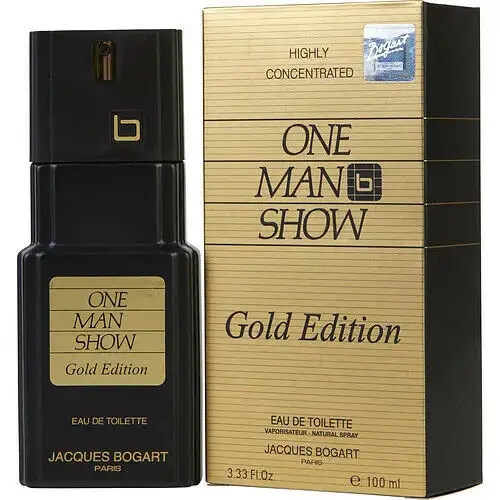 b
ONE
MAN
SHOW
Gold Edition
EAU DE TOILETTE
JACQUES BOGART
PARIS
Bogart
HIGHLY
CONCENTRATED
ONE
MAN b
SHOW
Gold Edition
EAU DE TOILETTE
VAPORISATEUR - NATURAL SPRAY
JACQUES BOGART
PARIS
3.33 Fl.Oz. e 100 ml